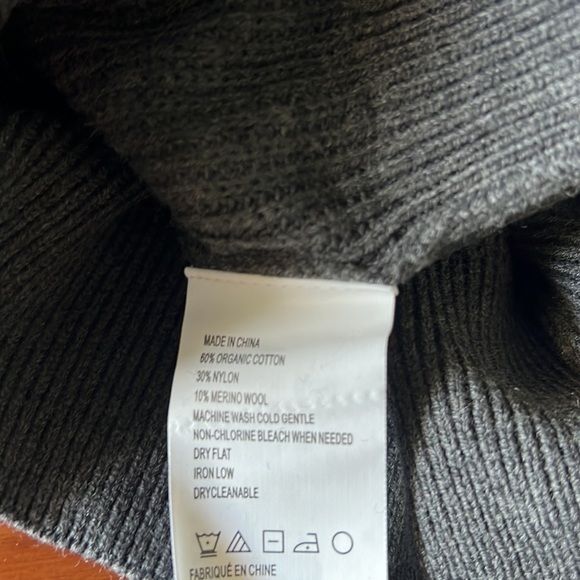 MADE IN CHINA
60% ORGANIC COTTON
30% NYLON
10% MERINO WOOL
MACHINE WASH COLD GENTLE
NON-CHLORINE BLEACH WHEN NEEDED
DRY FLAT
IRON LOW
DRYCLEANABLE
FABRIQUÉ EN CHINE